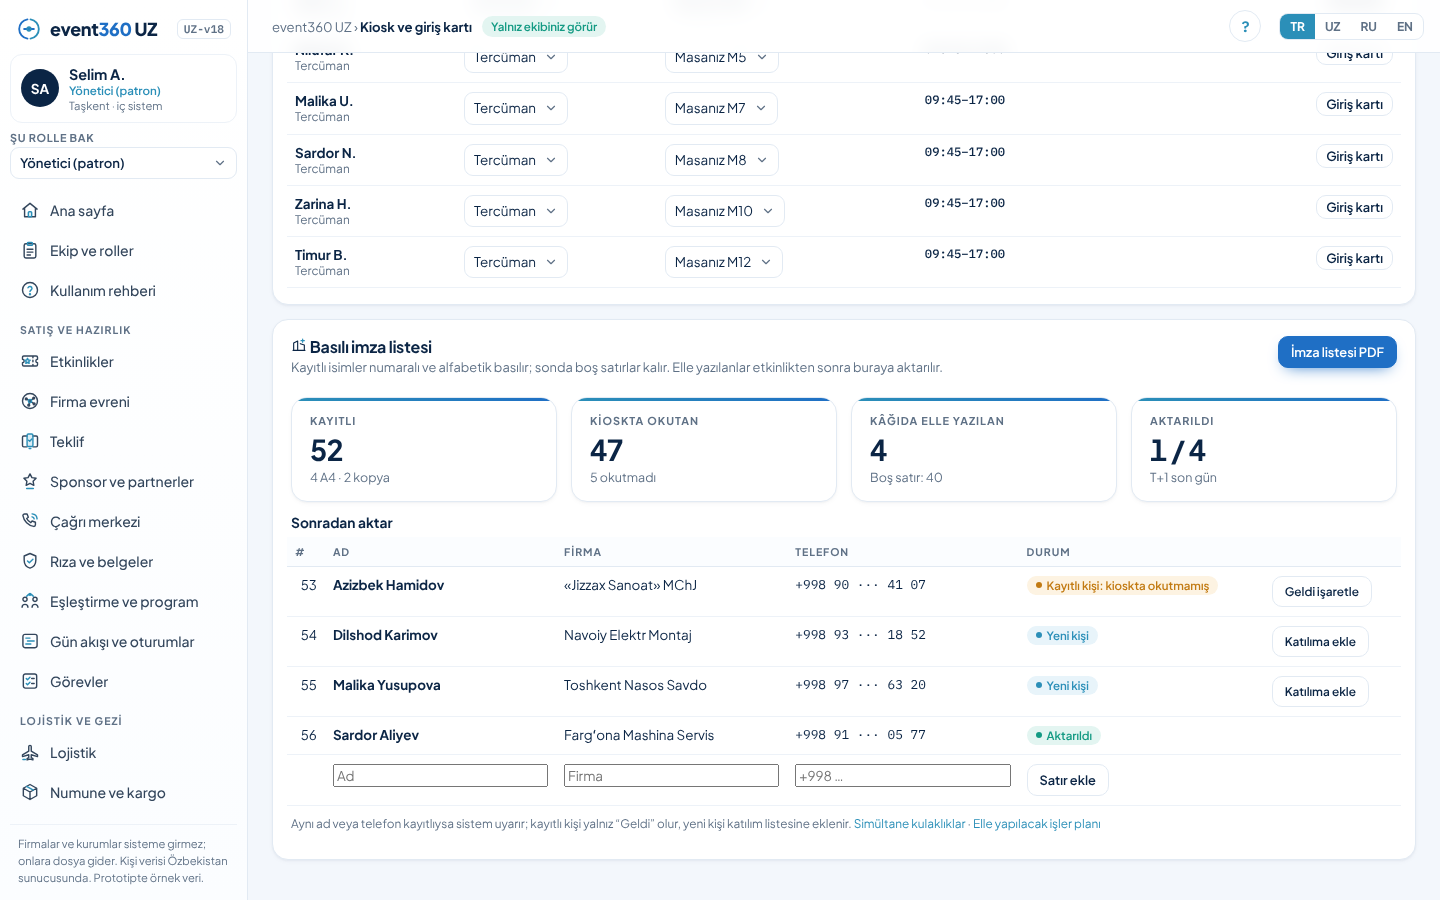 event360 UZ
UZ-v18
SA
Selim A.
Yönetici (patron)
Taşkent · iç sistem
ŞU ROLLE BAK
Yönetici (patron)
Ana sayfa
Ekip ve roller
Kullanım rehberi
SATIŞ VE HAZIRLIK
Etkinlikler
Firma evreni
Teklif
Sponsor ve partnerler
Çağrı merkezi
Rıza ve belgeler
Eşleştirme ve program
Gün akışı ve oturumlar
Görevler
LOJİSTİK VE GEZİ
Lojistik
Numune ve kargo
Firmalar ve kurumlar sisteme girmez;
onlara dosya gider. Kişi verisi Özbekistan
sunucusunda. Prototipte örnek veri.
event360 UZ › Kiosk ve giriş kartı
Yalnız ekibiniz görür
?
TR UZ RU EN
Tercüman Tercüman Masanız M5 Giriş kartı
Malika U.
Tercüman
Tercüman
Masanız M7
09:45–17:00
Giriş kartı
Sardor N.
Tercüman
Tercüman
Masanız M8
09:45–17:00
Giriş kartı
Zarina H.
Tercüman
Tercüman
Masanız M10
09:45–17:00
Giriş kartı
Timur B.
Tercüman
Tercüman
Masanız M12
09:45–17:00
Giriş kartı
Basılı imza listesi
Kayıtlı isimler numaralı ve alfabetik basılır; sonda boş satırlar kalır. Elle yazılanlar etkinlikten sonra buraya aktarılır.
İmza listesi PDF
KAYITLI
52
4 A4 · 2 kopya
KİOSKTA OKUTAN
47
5 okutmadı
KÂĞIDA ELLE YAZILAN
4
Boş satır: 40
AKTARILDI
1 / 4
T+1 son gün
Sonradan aktar
# AD FİRMA TELEFON DURUM
53 Azizbek Hamidov «Jizzax Sanoat» MChJ +998 90 ··· 41 07 Kayıtlı kişi: kioskta okutmamış Geldi işaretle
54 Dilshod Karimov Navoiy Elektr Montaj +998 93 ··· 18 52 Yeni kişi Katılıma ekle
55 Malika Yusupova Toshkent Nasos Savdo +998 97 ··· 63 20 Yeni kişi Katılıma ekle
56 Sardor Aliyev Fargʻona Mashina Servis +998 91 ··· 05 77 Aktarıldı
Ad Firma +998 … Satır ekle
Aynı ad veya telefon kayıtlıysa sistem uyarır; kayıtlı kişi yalnız “Geldi” olur, yeni kişi katılım listesine eklenir. Simültane kulaklıklar · Elle yapılacak işler planı